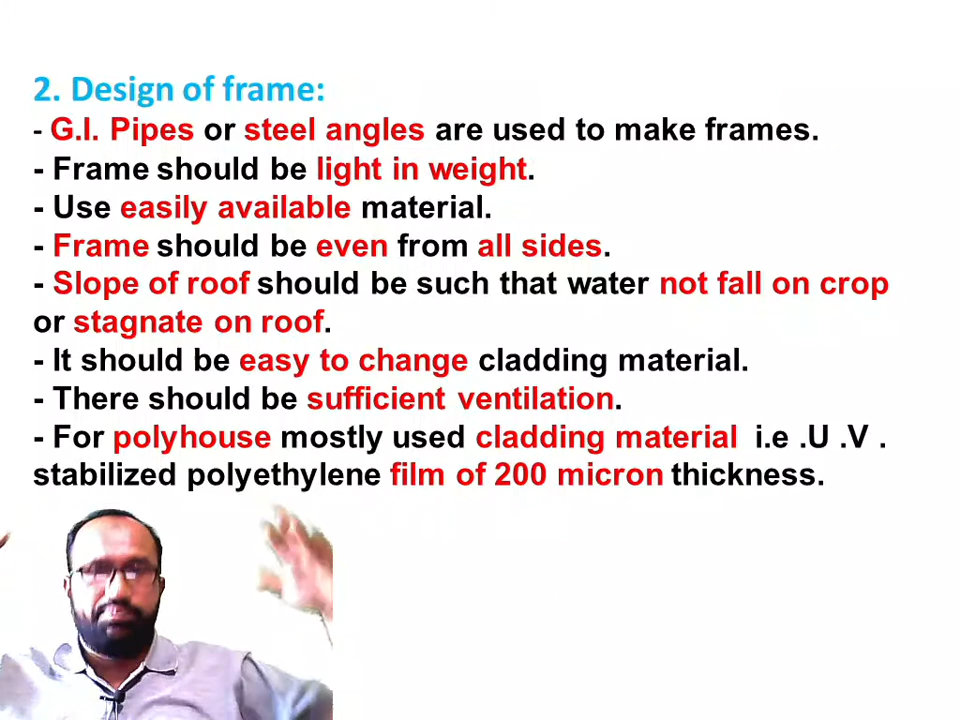 2. Design of frame:
- G.I. Pipes or steel angles are used to make frames.
- Frame should be light in weight.
- Use easily available material.
- Frame should be even from all sides.
- Slope of roof should be such that water not fall on crop
or stagnate on roof.
- It should be easy to change cladding material.
- There should be sufficient ventilation.
- For polyhouse mostly used cladding material i.e .U .V .
stabilized polyethylene film of 200 micron thickness.